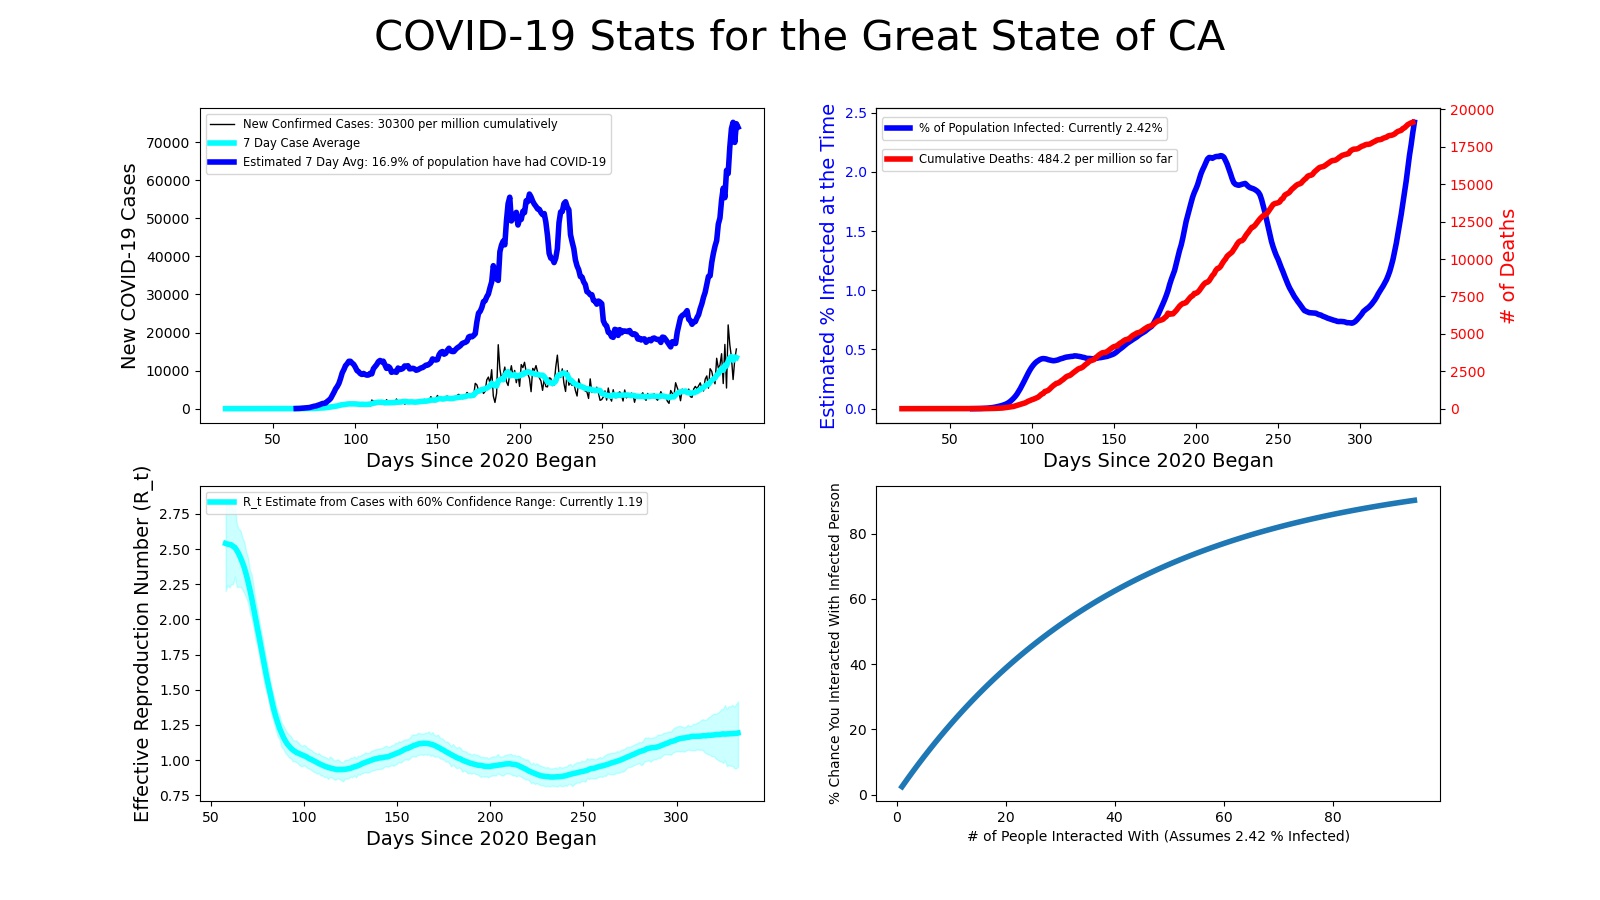 COVID-19 Stats for the Great State of CA
New COVID-19 Cases
70000
60000
50000
40000
30000
20000
10000
0
New Confirmed Cases: 30300 per million cumulatively
7 Day Case Average
Estimated 7 Day Avg: 16.9% of population have had COVID-19
50 100 150 200 250 300
Days Since 2020 Began
Estimated % Infected at the Time
2.5
2.0
1.5
1.0
0.5
0.0
% of Population Infected: Currently 2.42%
Cumulative Deaths: 484.2 per million so far
20000
17500
15000
12500
10000
7500
5000
2500
0
# of Deaths
50 100 150 200 250 300
Days Since 2020 Began
Effective Reproduction Number (R_t)
2.75
2.50
2.25
2.00
1.75
1.50
1.25
1.00
0.75
R_t Estimate from Cases with 60% Confidence Range: Currently 1.19
50 100 150 200 250 300
Days Since 2020 Began
% Chance You Interacted With Infected Person
80
60
40
20
0
0 20 40 60 80
# of People Interacted With (Assumes 2.42 % Infected)